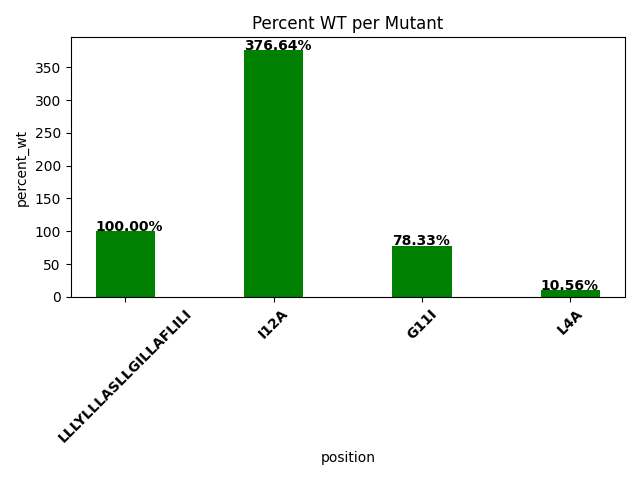 Percent WT per Mutant
percent_wt
350
300
250
200
150
100
50
0
100.00%
376.64%
78.33%
10.56%
LLLYLLLASLLGILLAFLILI
I12A
G11I
L4A
position